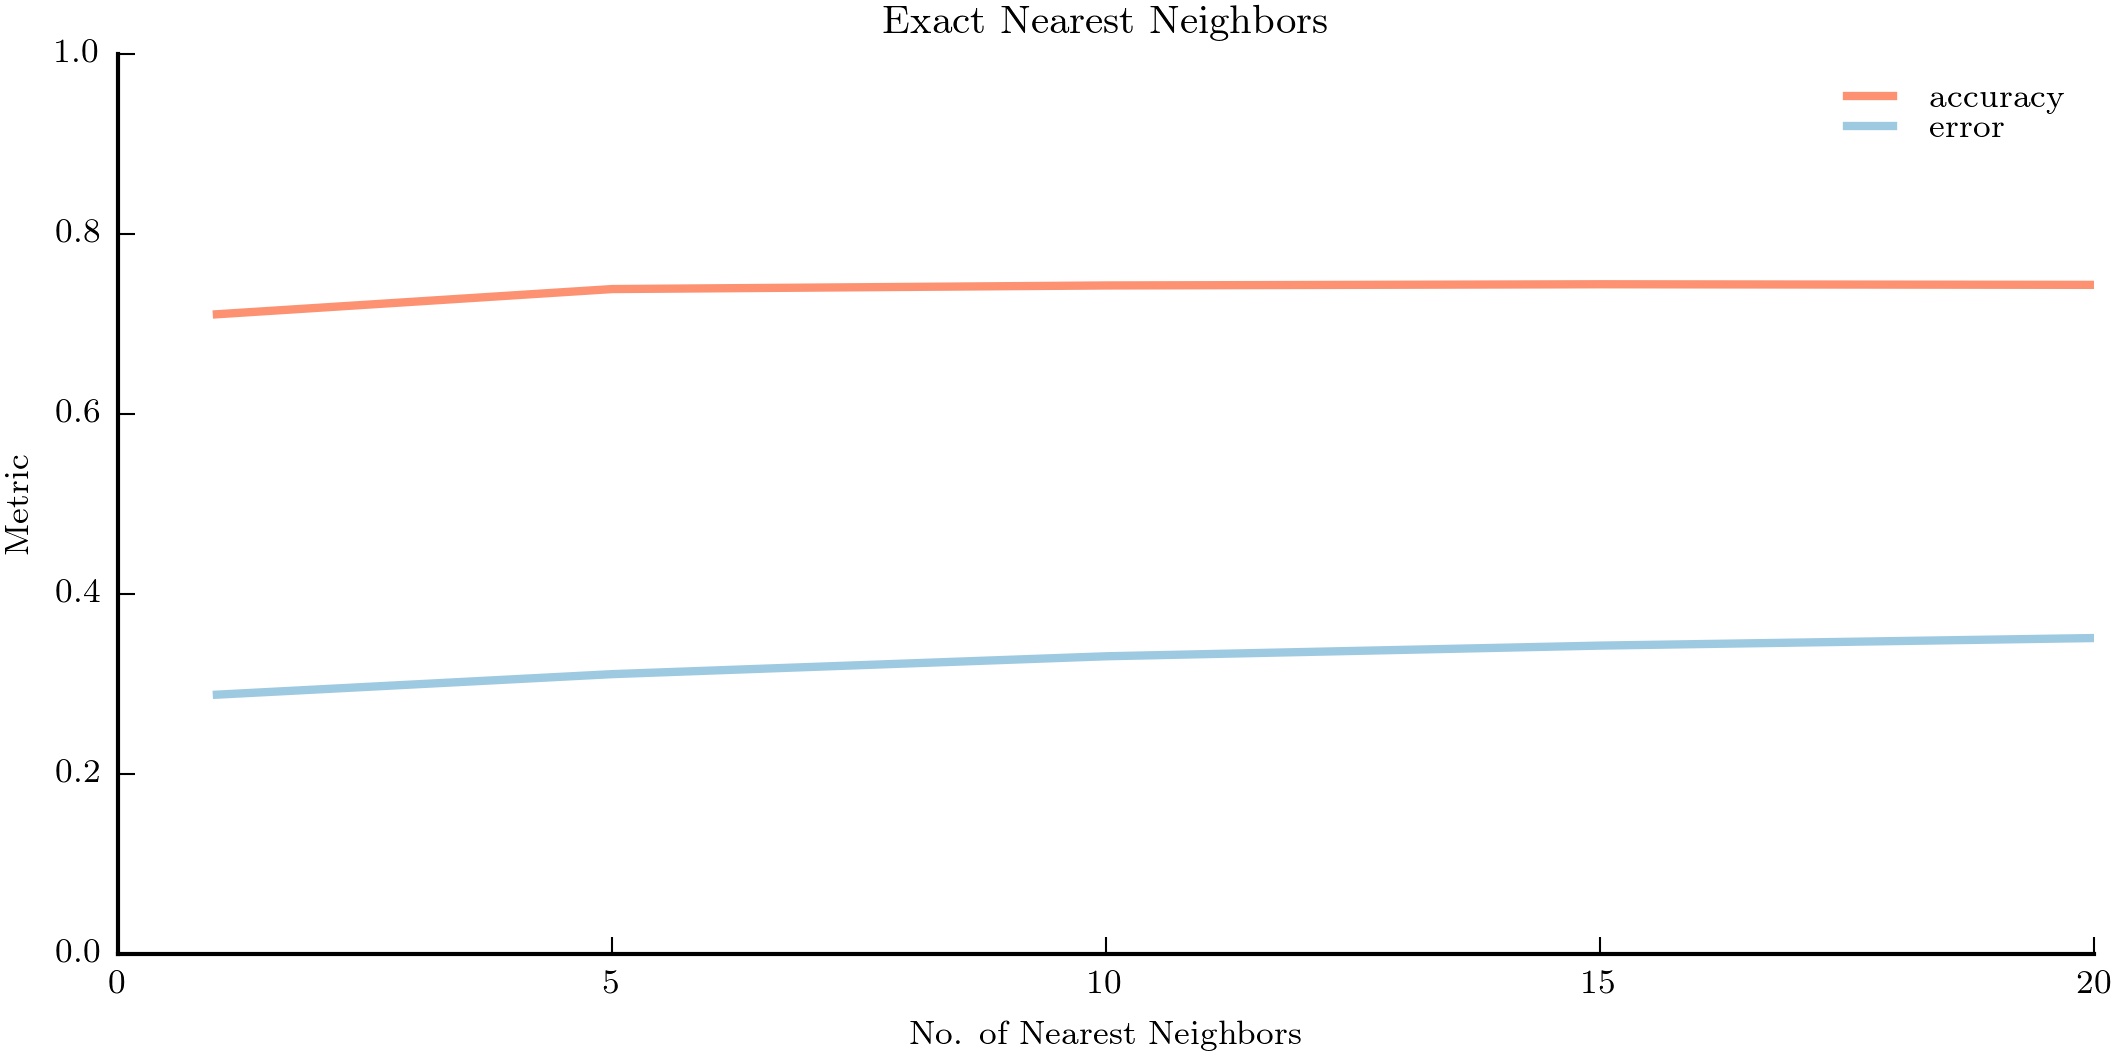 Exact Nearest Neighbors
1.0
accuracy
error
0.8
0.6
Metric
0.4
0.2
0.0
0 5 10 15 20
No. of Nearest Neighbors